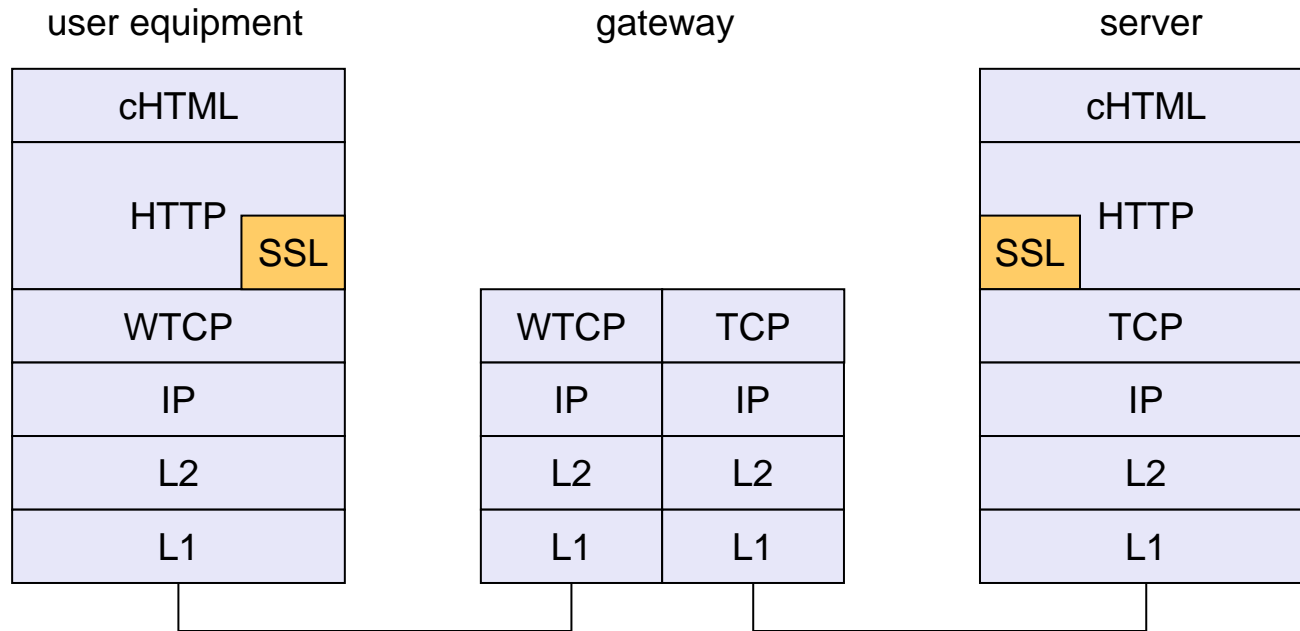 user equipment
gateway
server
cHTML
HTTP
SSL
WTCP
IP
L2
L1
WTCP
TCP
IP
IP
L2
L2
L1
L1
cHTML
HTTP
SSL
TCP
IP
L2
L1